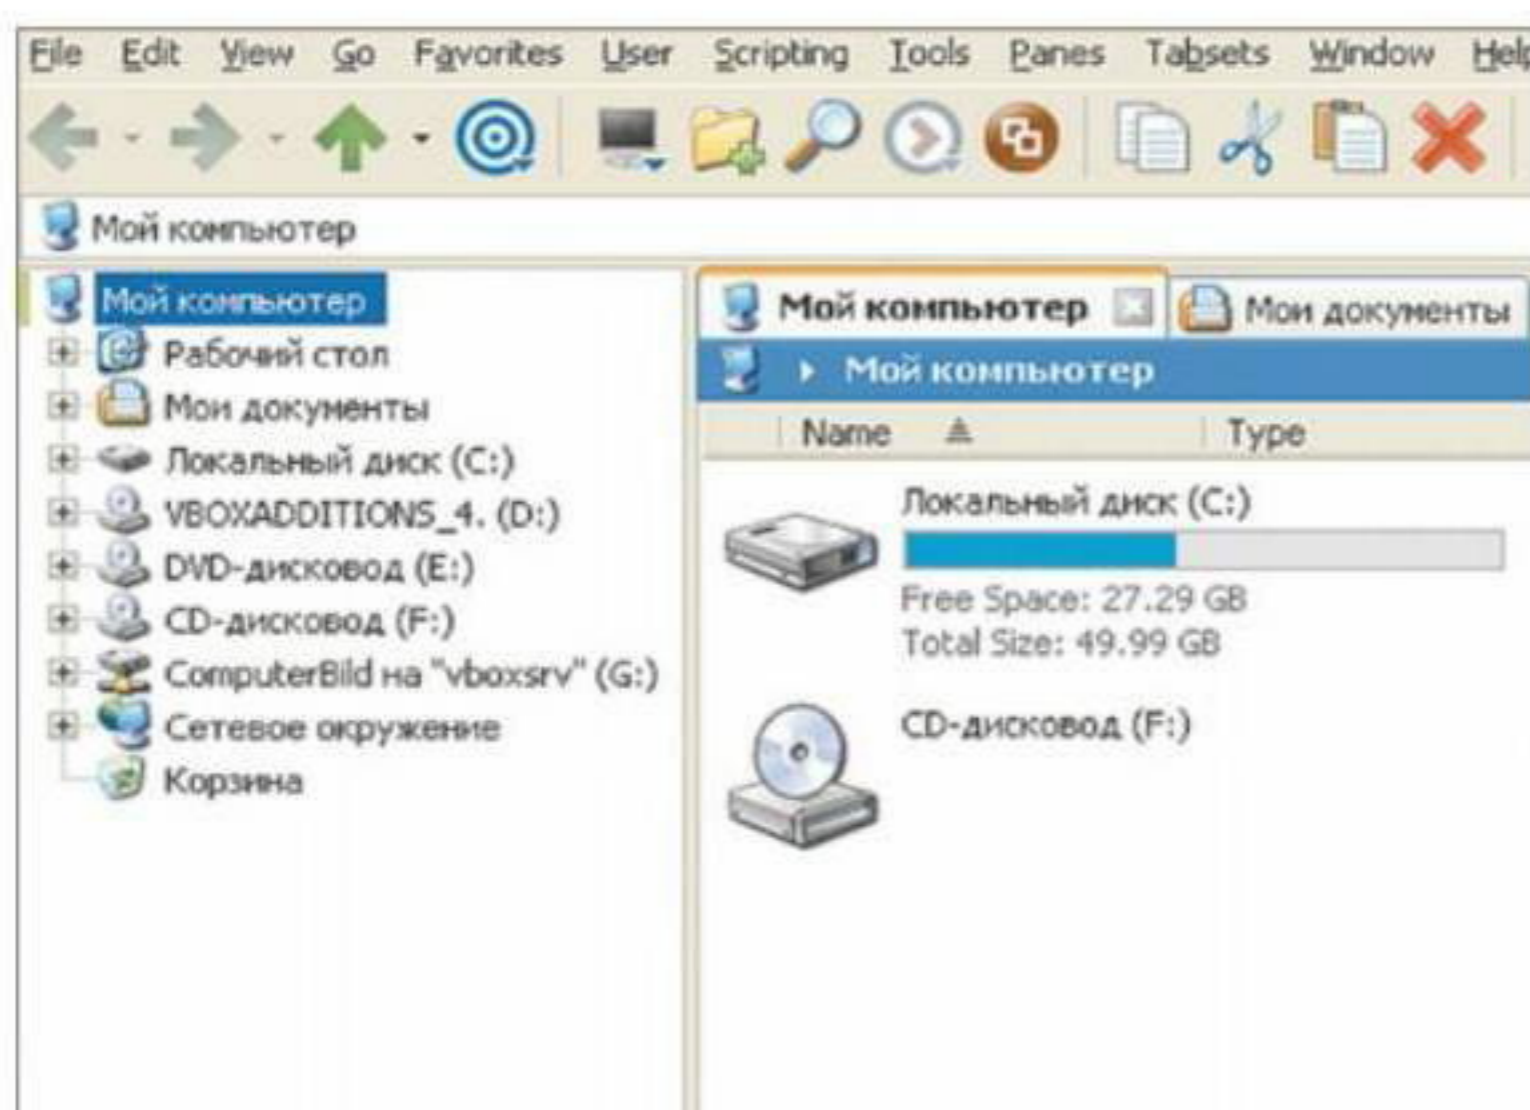 File Edit View Go Favorites User Scripting Tools Panes Tabsets Window Help
Мой компьютер
Мой компьютер
Рабочий стол
Мои документы
Локальный диск (C:)
VBOXADDITIONS_4. (D:)
DVD-дисковод (E:)
CD-дисковод (F:)
ComputerBild на "vboxsrv" (G:)
Сетевое окружение
Корзина
Мой компьютер Мои документы
Мой компьютер
Name Type
Локальный диск (C:)
Free Space: 27.29 GB
Total Size: 49.99 GB
CD-дисковод (F:)